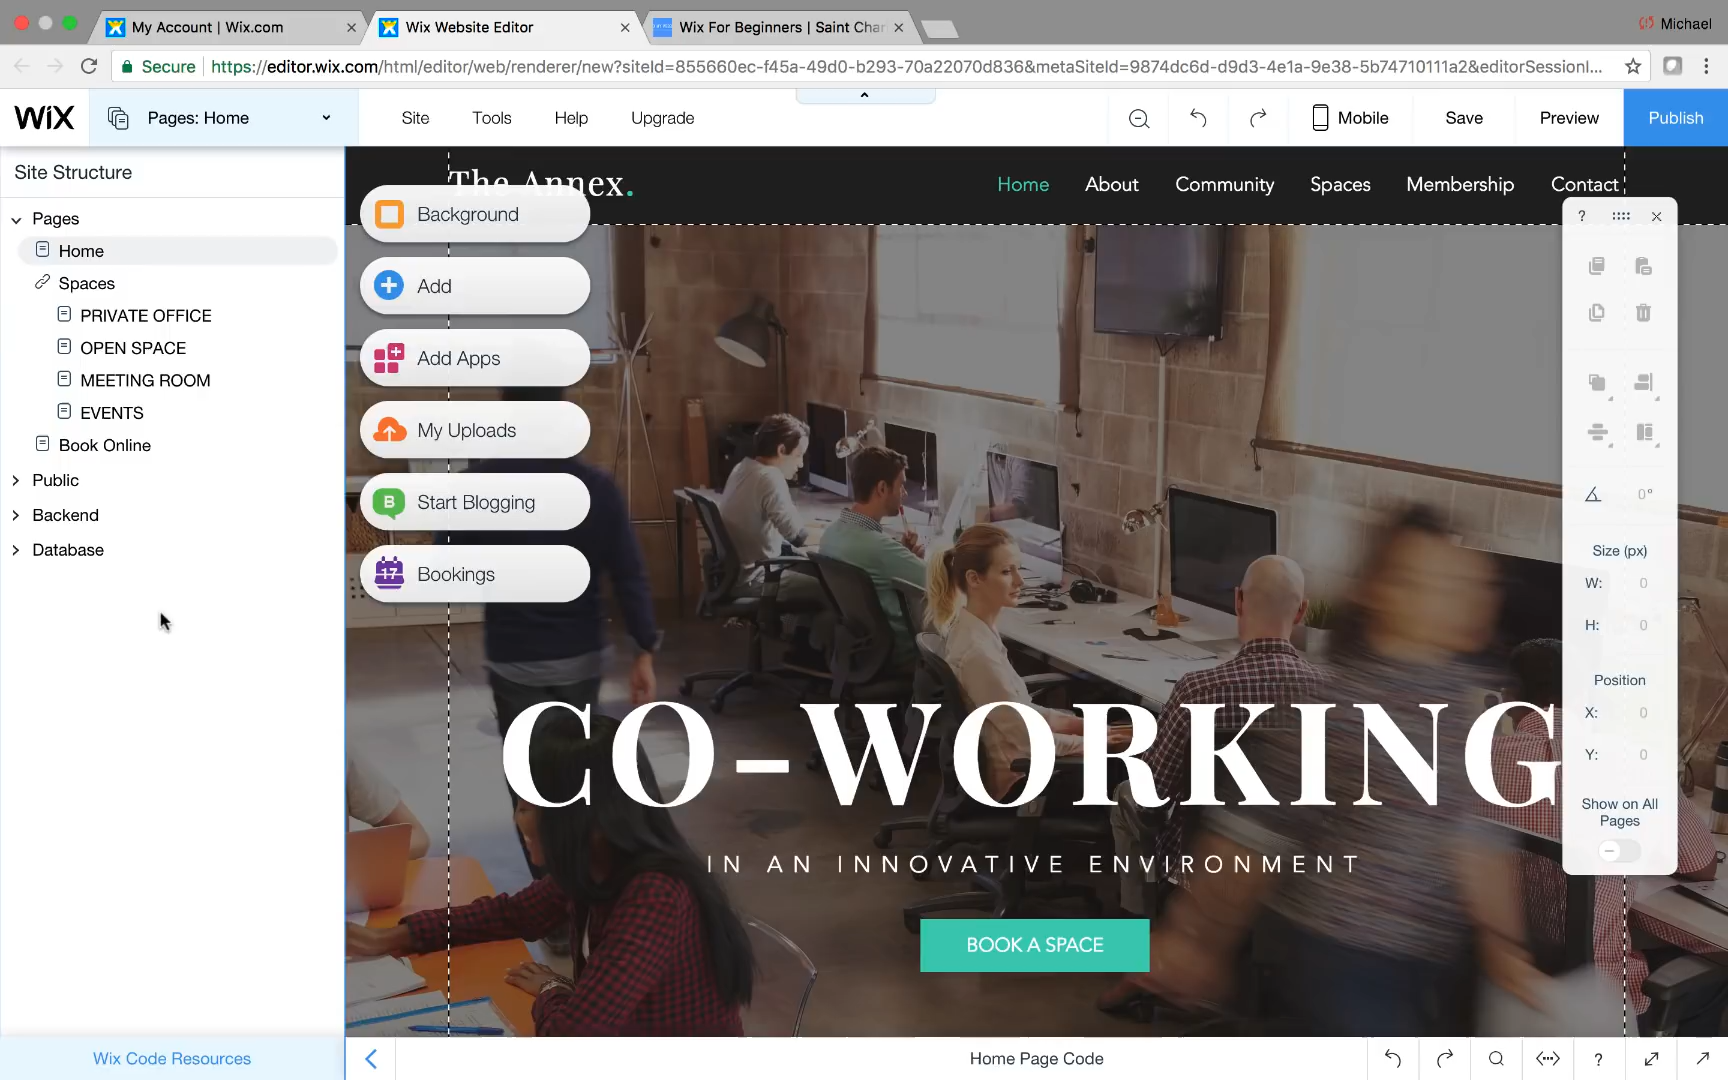 My Account | Wix.com
Wix Website Editor
Wix For Beginners | Saint Char
Michael
Secure
https://editor.wix.com/html/editor/web/renderer/new?siteId=855660ec-f45a-49d0-b293-70a22070d836&metaSiteId=9874dc6d-d9d3-4e1a-9e38-5b74710111a2&editorSessionI...
WiX
Pages: Home
Site
Tools
Help
Upgrade
Mobile
Save
Preview
Publish
Site Structure
Pages
Home
Spaces
PRIVATE OFFICE
OPEN SPACE
MEETING ROOM
EVENTS
Book Online
Public
Backend
Database
Wix Code Resources
The Annex.
Home
About
Community
Spaces
Membership
Contact
Background
Add
Add Apps
My Uploads
B
Start Blogging
17
Bookings
CO-WORKING
IN AN INNOVATIVE ENVIRONMENT
BOOK A SPACE
?
0°
Size (px)
W: 0
H: 0
Position
X: 0
Y: 0
Show on All
Pages
Home Page Code
?